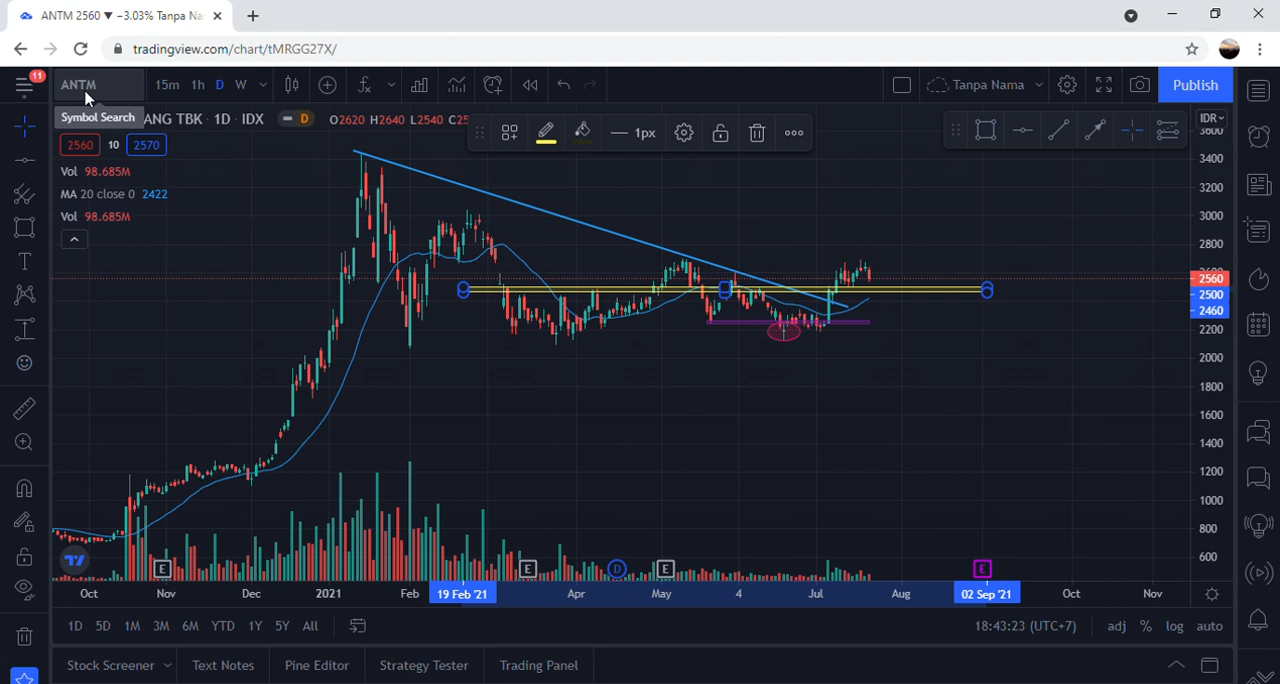 ANTM 2560 ▼ −3.03% Tanpa Na
tradingview.com/chart/tMRGG27X/
11
ANTM
15m 1h D W
Tanpa Nama
Publish
Symbol Search
ANG TBK · 1D · IDX
D
O2620 H2640 L2540 C25
1px
IDR
2560 10 2570
Vol 98.685M
MA 20 close 0 2422
Vol 98.685M
3400
3200
3000
2800
2560
2500
2460
2200
2000
1800
1600
1400
1200
1000
800
600
E E D E E
Oct Nov Dec 2021 Feb 19 Feb '21 Apr May 4 Jul Aug 02 Sep '21 Oct Nov
1D 5D 1M 3M 6M YTD 1Y 5Y All
18:43:23 (UTC+7) adj % log auto
Stock Screener Text Notes Pine Editor Strategy Tester Trading Panel